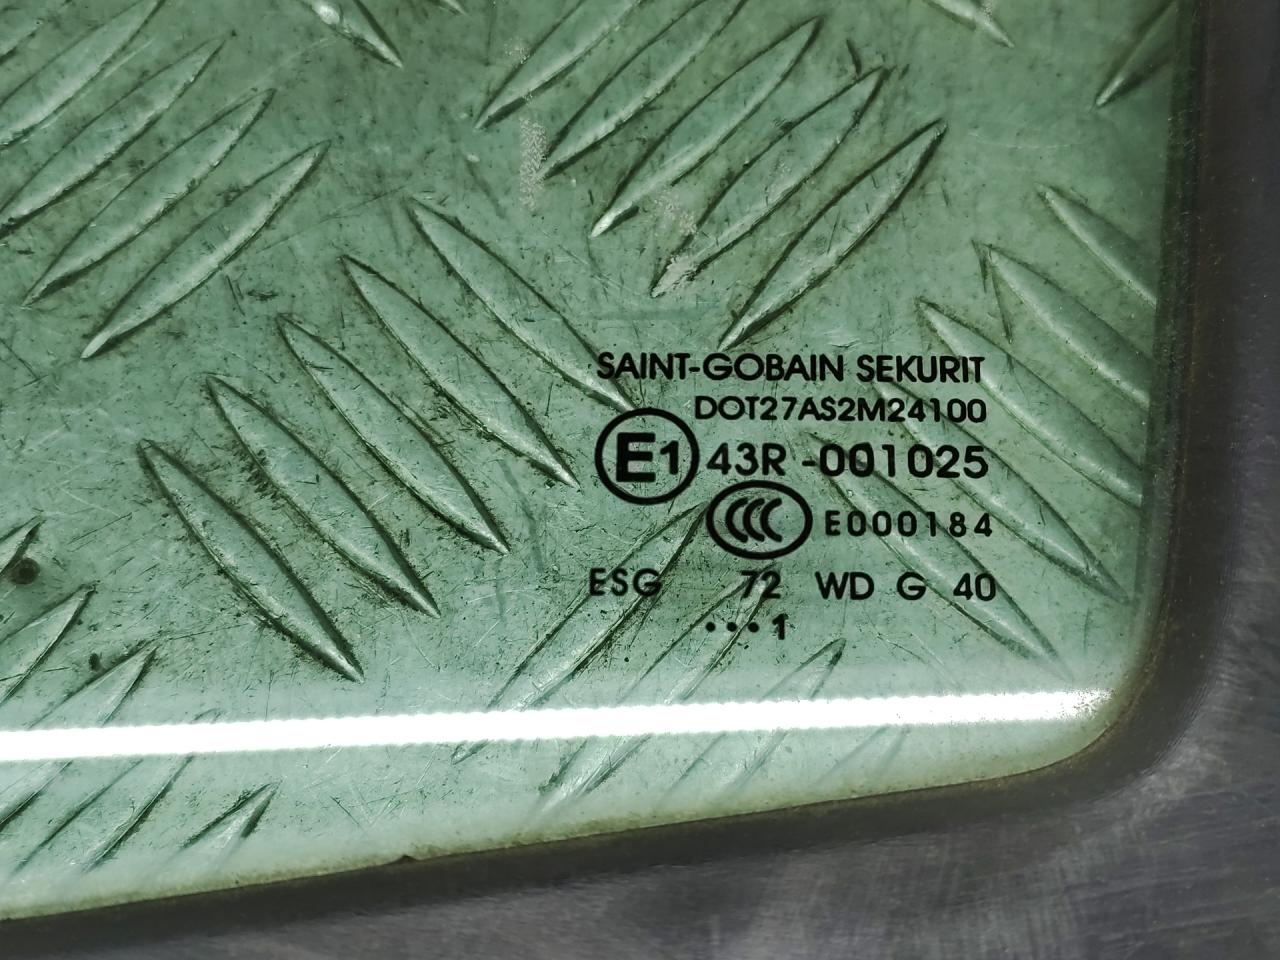 SAINT-GOBAIN SEKURIT
DOT27AS2M24100
E1 43R -001025
CCC E000184
ESG 72 WD G 40
•••1